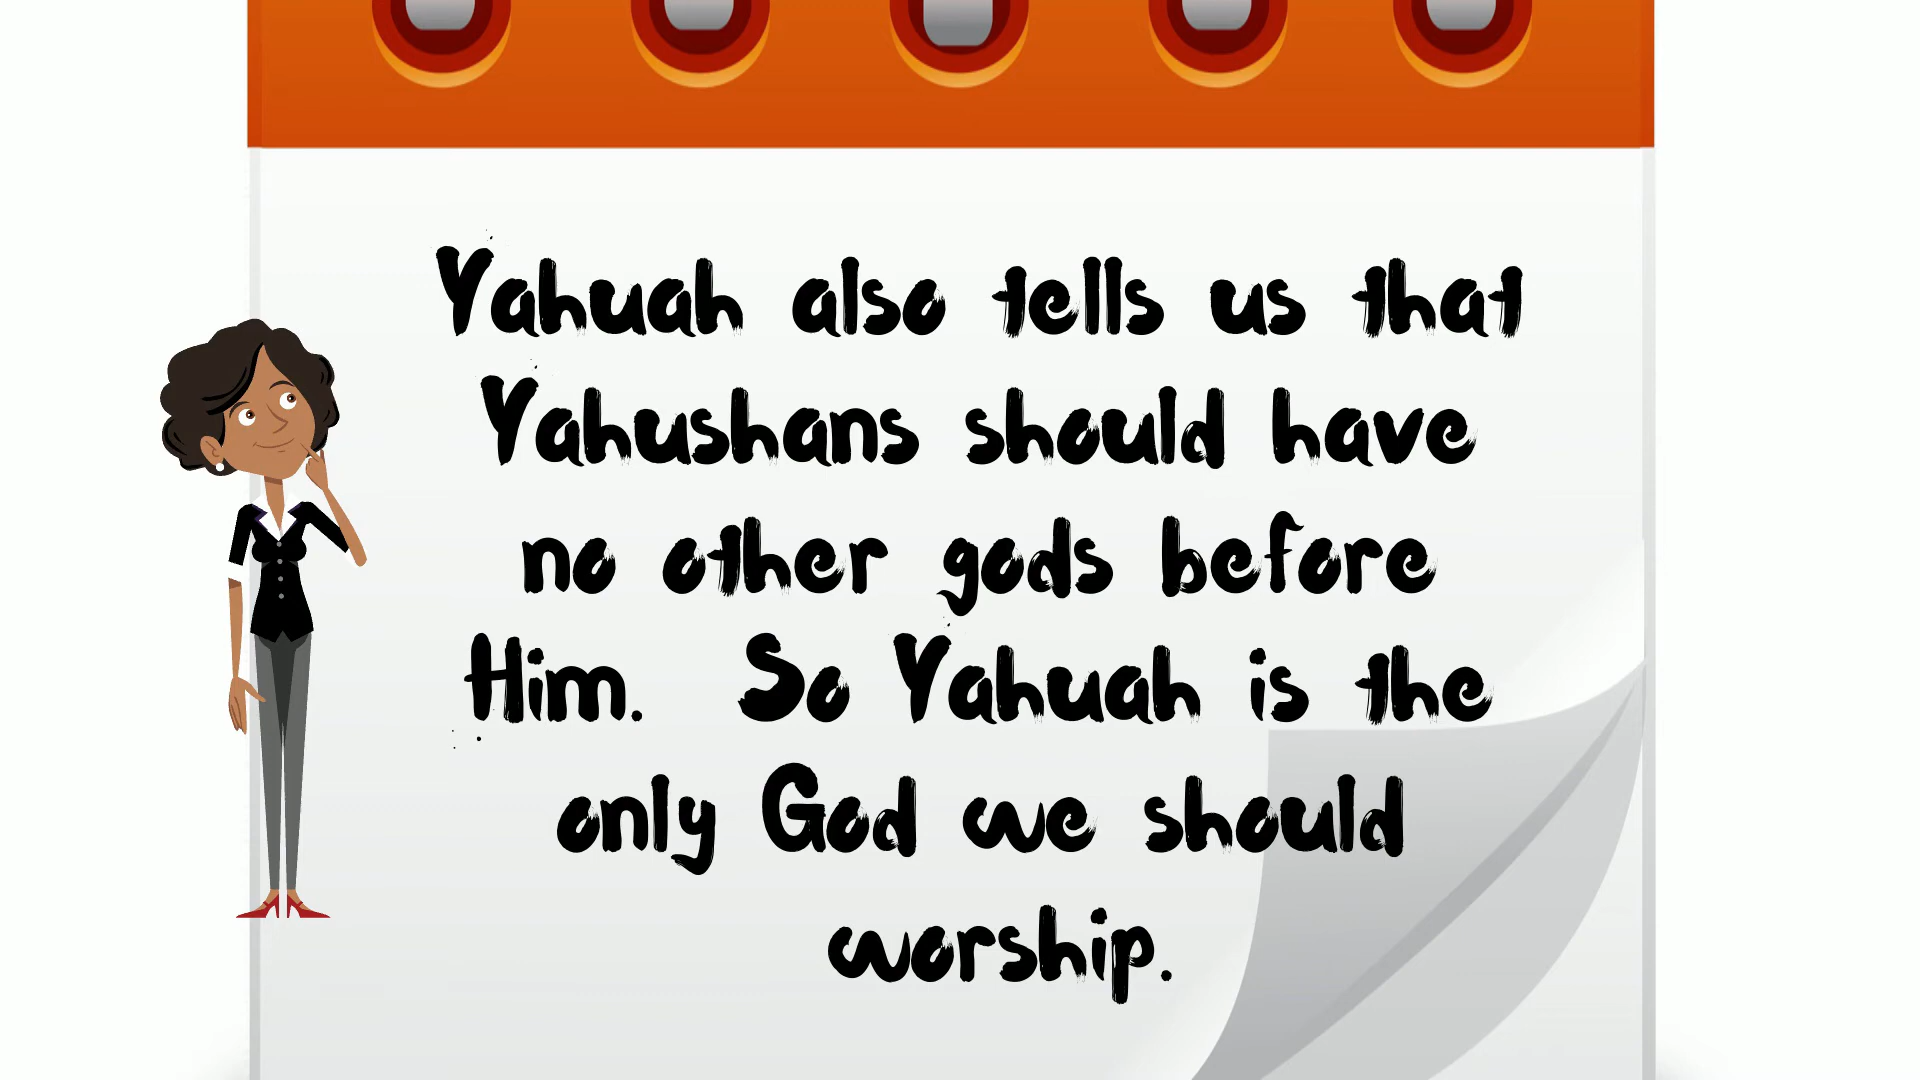 Yahuah also tells us that
Yahushans should have
no other gods before
Him. So Yahuah is the
only God we should
worship.